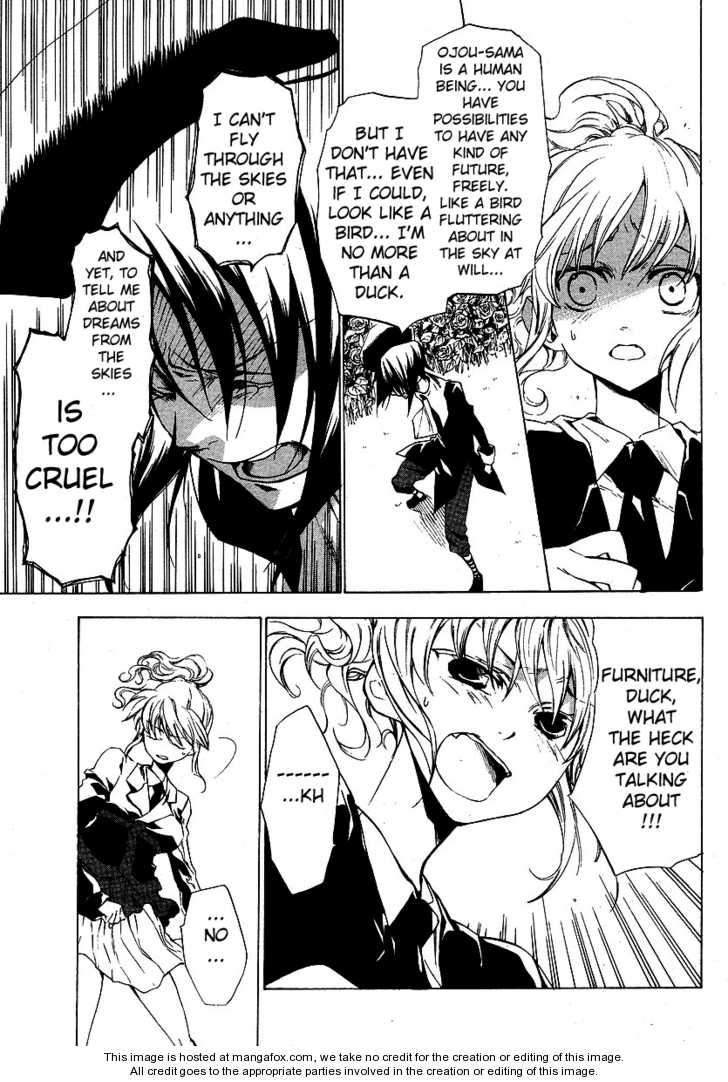 OJOU-SAMA
IS A HUMAN
BEING... YOU
HAVE
POSSIBILITIES
TO HAVE ANY
KIND OF
FUTURE,
FREELY.
LIKE A BIRD
FLUTTERING
ABOUT IN
THE SKY AT
WILL...
BUT I
DON'T HAVE
THAT... EVEN
IF I COULD,
LOOK LIKE A
BIRD... I'M
NO MORE
THAN A
DUCK.
I CAN'T
FLY
THROUGH
THE SKIES
OR
ANYTHING
...
AND
YET, TO
TELL ME
ABOUT
DREAMS
FROM
THE
SKIES
...
IS
TOO
CRUEL
...!!
FURNITURE,
DUCK,
WHAT
THE HECK
ARE YOU
TALKING
ABOUT
!!!
------
...KH
...
NO
...
This image is hosted at mangafox.com, we take no credit for the creation or editing of this image.
All credit goes to the appropriate parties involved in the creation or editing of this image.